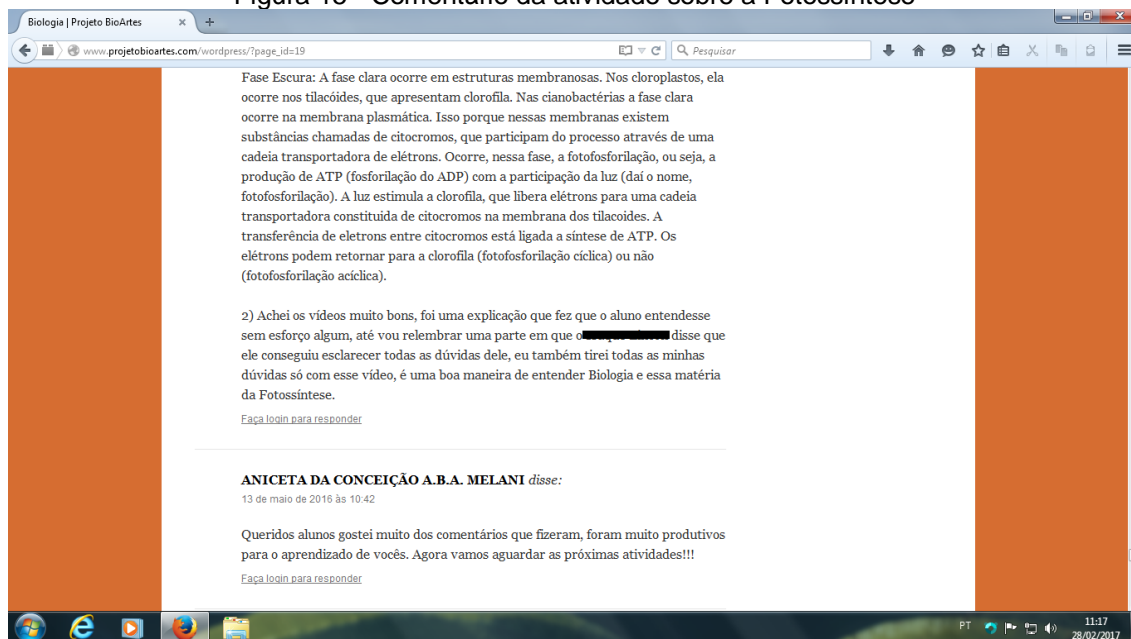 Figura 18 - Comentário da atividade sobre a Fotossíntese
Biologia | Projeto BioArtes
www.projetobioartes.com/wordpress/?page_id=19
Pesquisar
Fase Escura: A fase clara ocorre em estruturas membranosas. Nos cloroplastos, ela
ocorre nos tilacóides, que apresentam clorofila. Nas cianobactérias a fase clara
ocorre na membrana plasmática. Isso porque nessas membranas existem
substâncias chamadas de citocromos, que participam do processo através de uma
cadeia transportadora de elétrons. Ocorre, nessa fase, a fotofosforilação, ou seja, a
produção de ATP (fosforilação do ADP) com a participação da luz (daí o nome,
fotofosforilação). A luz estimula a clorofila, que libera elétrons para uma cadeia
transportadora constituida de citocromos na membrana dos tilacoides. A
transferência de eletrons entre citocromos está ligada a síntese de ATP. Os
elétrons podem retornar para a clorofila (fotofosforilação cíclica) ou não
(fotofosforilação acíclica).
2) Achei os vídeos muito bons, foi uma explicação que fez que o aluno entendesse
sem esforço algum, até vou relembrar uma parte em que o disse que
ele conseguiu esclarecer todas as dúvidas dele, eu também tirei todas as minhas
dúvidas só com esse vídeo, é uma boa maneira de entender Biologia e essa matéria
da Fotossíntese.
Faça login para responder
ANICETA DA CONCEIÇÃO A.B.A. MELANI disse:
13 de maio de 2016 às 10:42
Queridos alunos gostei muito dos comentários que fizeram, foram muito produtivos
para o aprendizado de vocês. Agora vamos aguardar as próximas atividades!!!
Faça login para responder
PT
11:17
28/02/2017